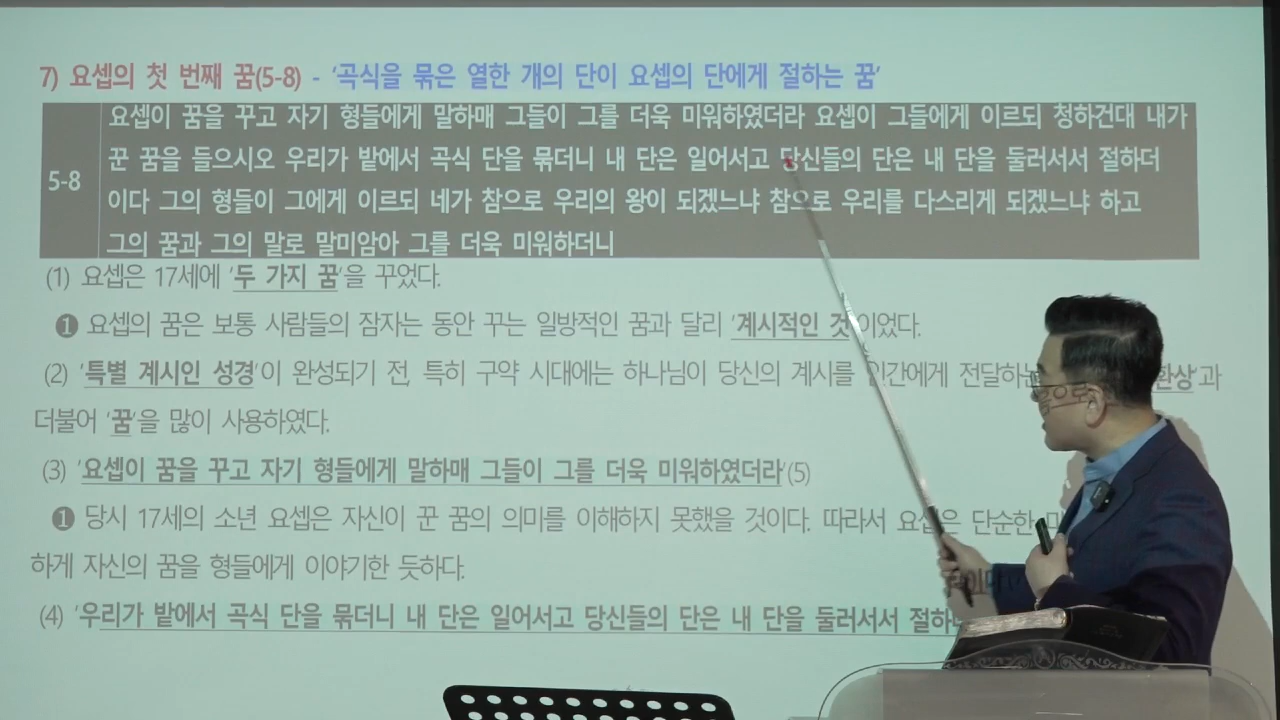 7) 요셉의 첫 번째 꿈(5-8) - '곡식을 묶은 열한 개의 단이 요셉의 단에게 절하는 꿈'
요셉이 꿈을 꾸고 자기 형들에게 말하매 그들이 그를 더욱 미워하였더라 요셉이 그들에게 이르되 청하건대 내가
꾼 꿈을 들으시오 우리가 밭에서 곡식 단을 묶더니 내 단은 일어서고 당신들의 단은 내 단을 둘러서서 절하더
5-8
이다 그의 형들이 그에게 이르되 네가 참으로 우리의 왕이 되겠느냐 참으로 우리를 다스리게 되겠느냐 하고
그의 꿈과 그의 말로 말미암아 그를 더욱 미워하더니
(1) 요셉은 17세에 '두 가지 꿈'을 꾸었다.
❶ 요셉의 꿈은 보통 사람들의 잠자는 동안 꾸는 일방적인 꿈과 달리 '계시적인 것'이었다.
(2) '특별 계시인 성경'이 완성되기 전, 특히 구약 시대에는 하나님이 당신의 계시를 인간에게 전달하는 환상'과
더불어 '꿈'을 많이 사용하였다.
(3) '요셉이 꿈을 꾸고 자기 형들에게 말하매 그들이 그를 더욱 미워하였더라'(5)
❶ 당시 17세의 소년 요셉은 자신이 꾼 꿈의 의미를 이해하지 못했을 것이다. 따라서 요셉은 단순한
하게 자신의 꿈을 형들에게 이야기한 듯하다.
(4) '우리가 밭에서 곡식 단을 묶더니 내 단은 일어서고 당신들의 단은 내 단을 둘러서서 절하